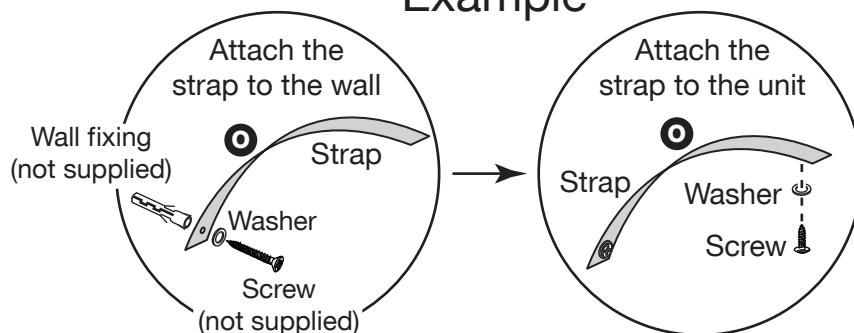 Example
Attach the
strap to the wall
O
Wall fixing
(not supplied)
Strap
Washer
Screw
(not supplied)
Attach the
strap to the unit
O
Strap
Washer
Screw